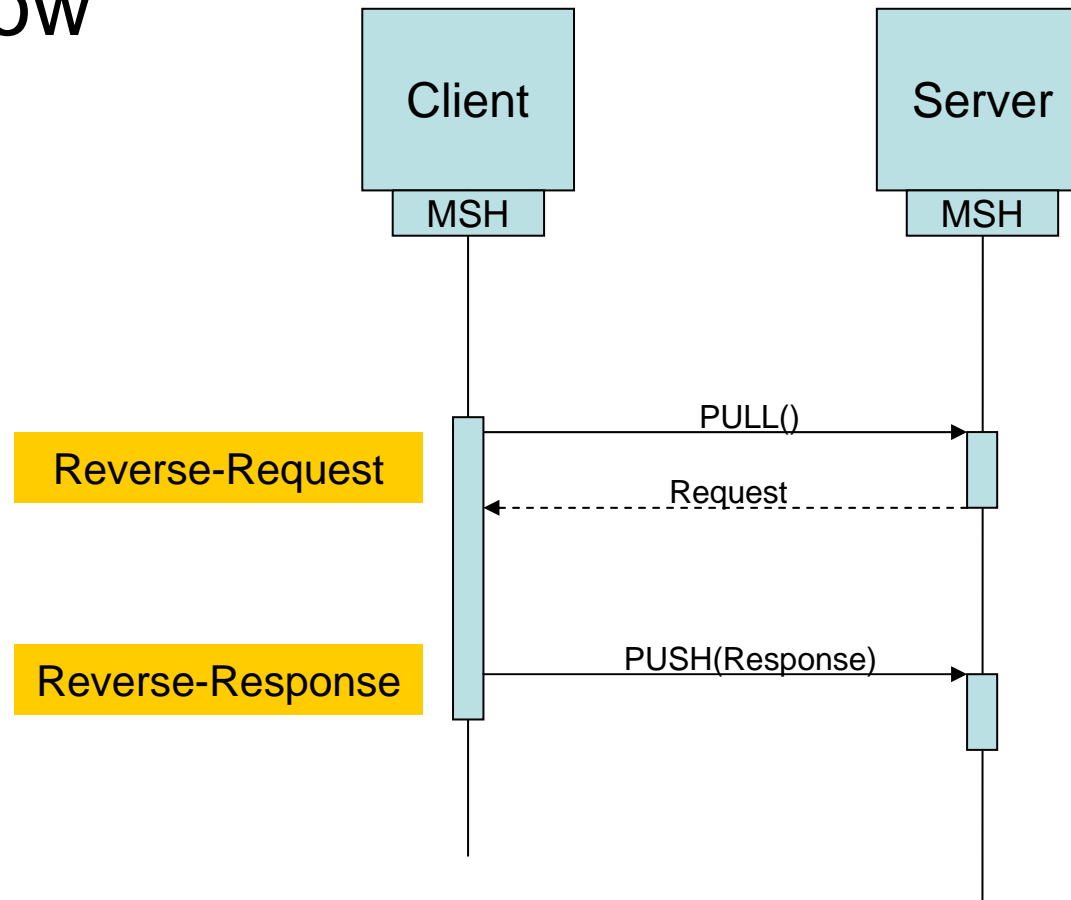 ow
Client
Server
MSH
MSH
PULL()
Reverse-Request
Request
PUSH(Response)
Reverse-Response